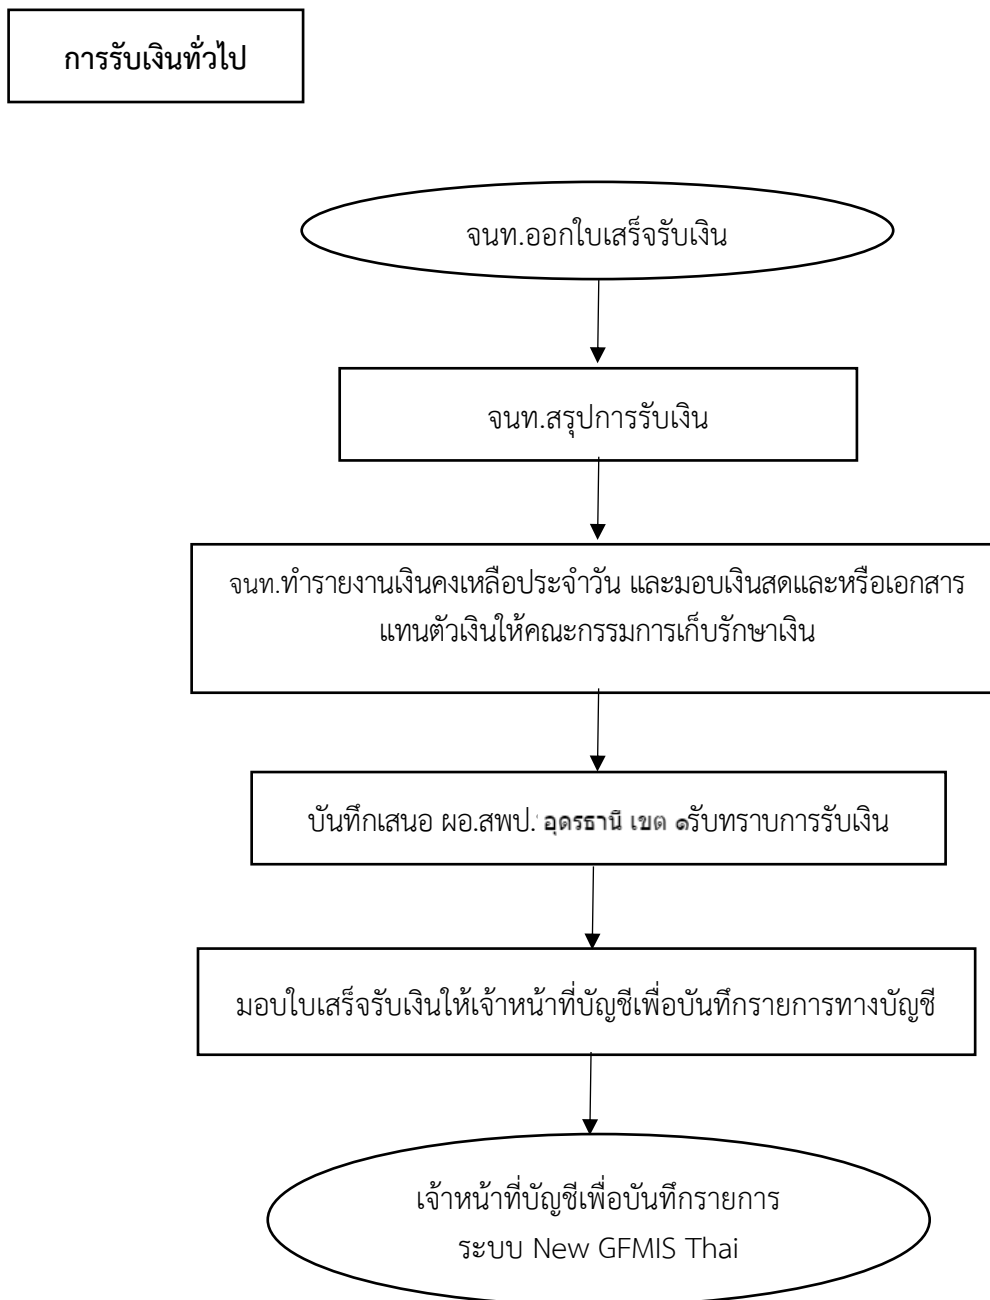 การรับเงินทั่วไป
จนท.ออกใบเสร็จรับเงิน
จนท.สรุปการรับเงิน
จนท.ทำรายงานเงินคงเหลือประจำวัน และมอบเงินสดและหรือเอกสาร
แทนตัวเงินให้คณะกรรมการเก็บรักษาเงิน
บันทึกเสนอ ผอ.สพป. อุดรธานี เขต ๑รับทราบการรับเงิน
มอบใบเสร็จรับเงินให้เจ้าหน้าที่บัญชีเพื่อบันทึกรายการทางบัญชี
เจ้าหน้าที่บัญชีเพื่อบันทึกรายการ
ระบบ New GFMIS Thai